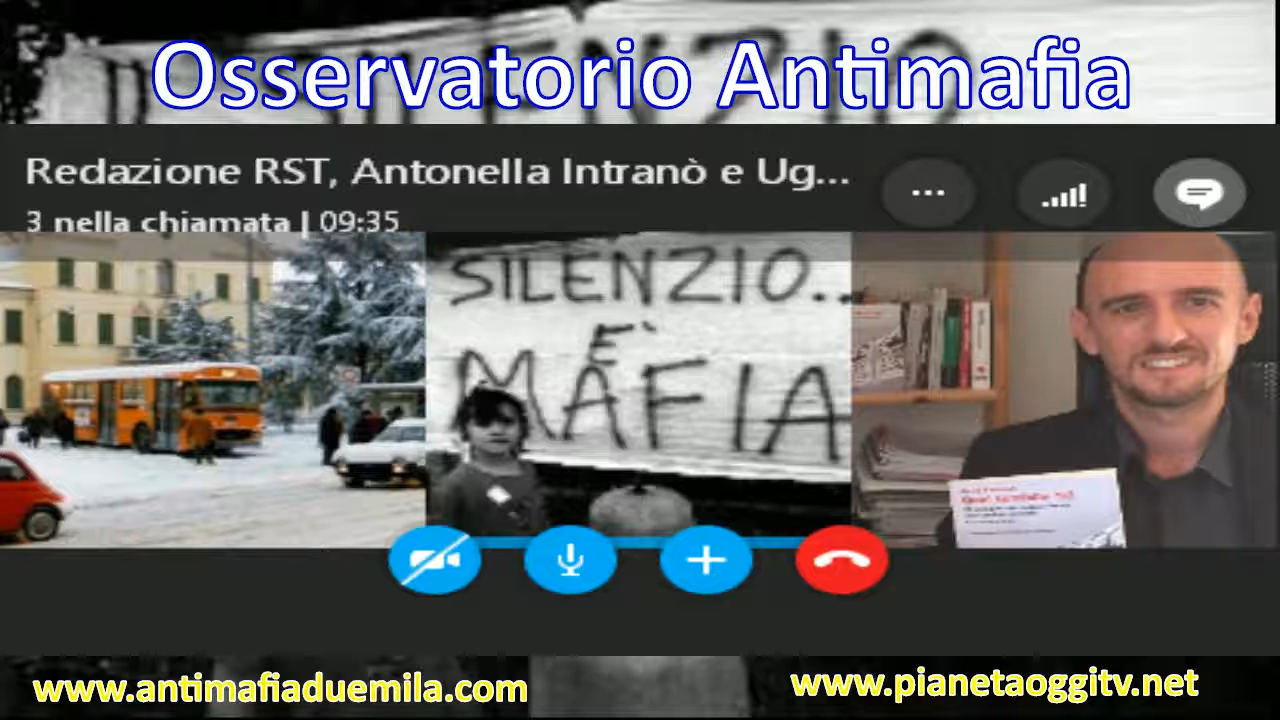 SILENZIO
Osservatorio Antimafia
Redazione RST, Antonella Intranò e Ug...
3 nella chiamata | 09:35
SILENZIO...
E'
MAFIA
www.antimafiaduemila.com
www.pianetaoggitv.net